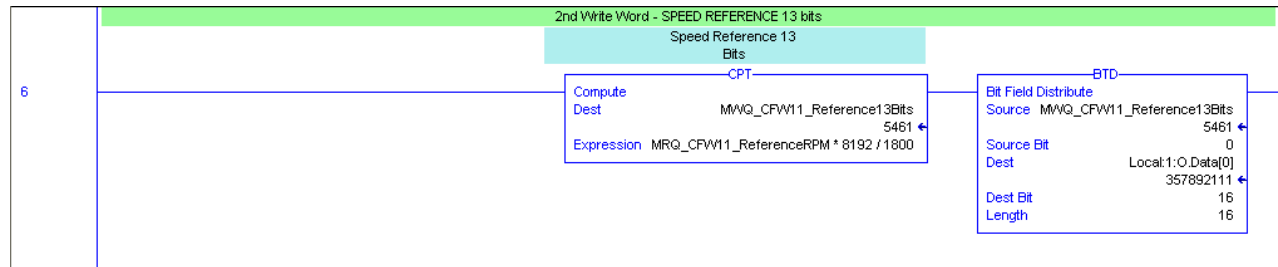 2nd Write Word - SPEED REFERENCE 13 bits
Speed Reference 13
Bits
6
CPT
Compute
Dest MWQ_CFW11_Reference13Bits
5461
Expression MRQ_CFW11_ReferenceRPM * 8192 / 1800
BTD
Bit Field Distribute
Source MWQ_CFW11_Reference13Bits
5461
Source Bit 0
Dest Local:1:O.Data[0]
357892111
Dest Bit 16
Length 16